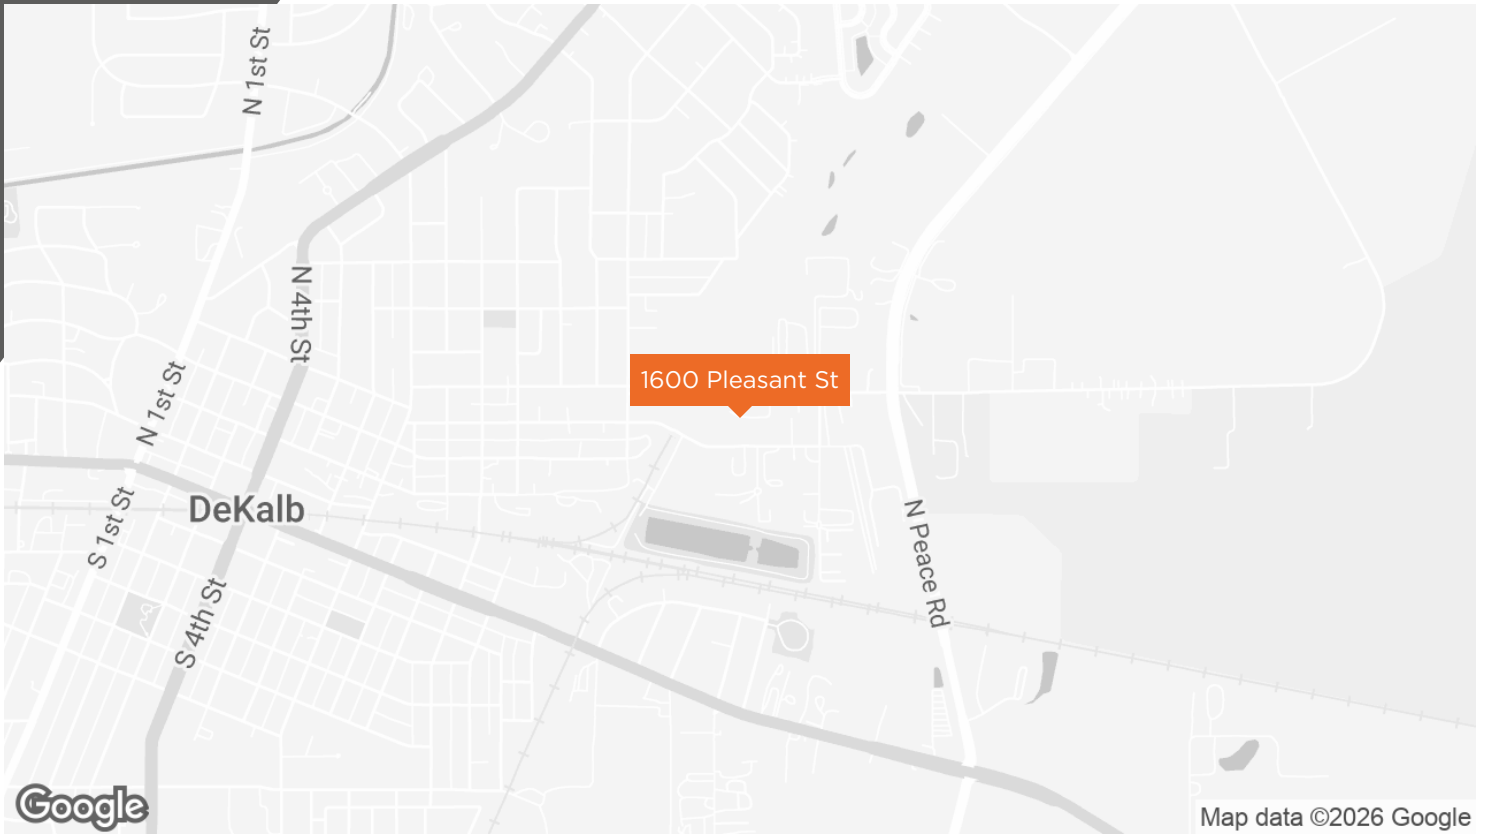 N 1st St
N 4th St
1600 Pleasant St
N 1st St
DeKalb
S 1st St
N Peace Rd
S 4th St
Google
Map data ©2026 Google